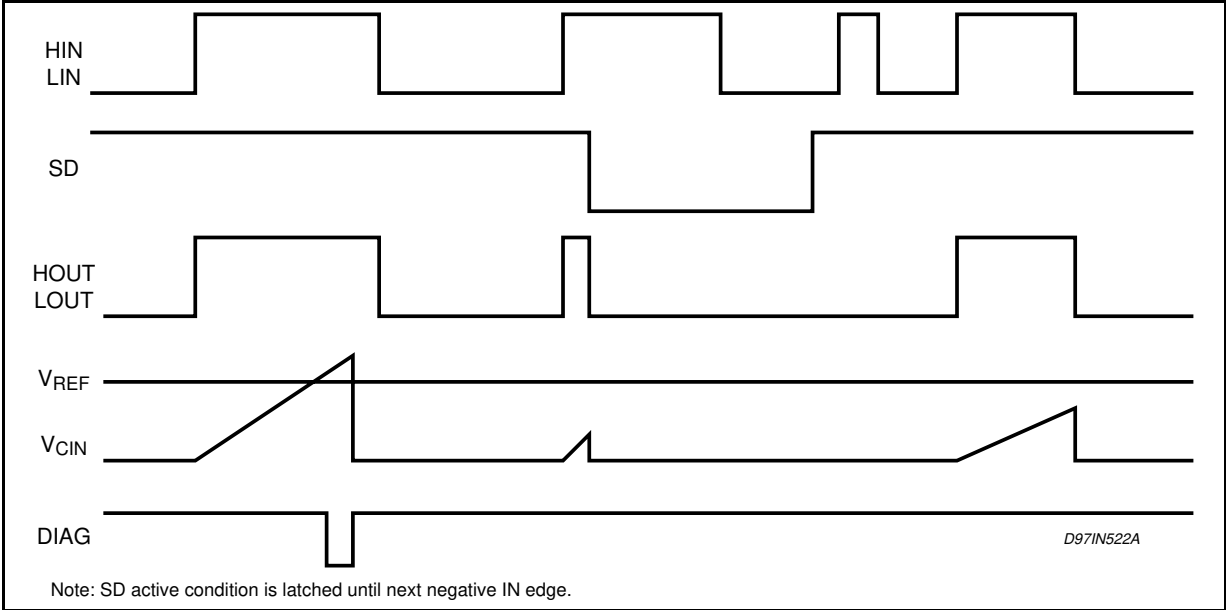 HIN
LIN
SD
HOUT
LOUT
VREF
VCIN
DIAG
D97IN522A
Note: SD active condition is latched until next negative IN edge.